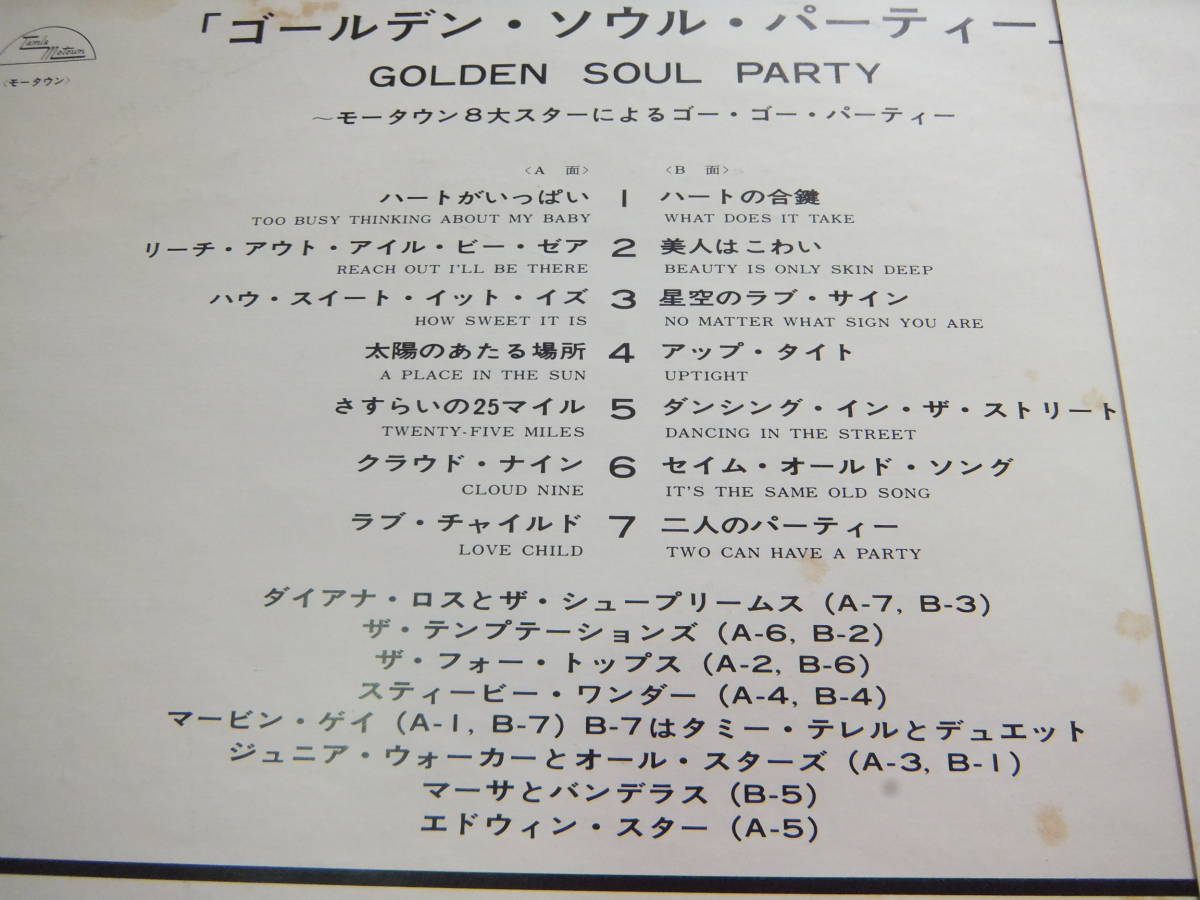 「ゴールデン・ソウル・パーティー」
Tamla Motown
〈モータウン〉
GOLDEN SOUL PARTY
～モータウン8大スターによるゴー・ゴー・パーティー
〈A 面〉 〈B 面〉
ハートがいっぱい 1 ハートの合鍵
TOO BUSY THINKING ABOUT MY BABY WHAT DOES IT TAKE
リーチ・アウト・アイル・ビー・ゼア 2 美人はこわい
REACH OUT I'LL BE THERE BEAUTY IS ONLY SKIN DEEP
ハウ・スイート・イット・イズ 3 星空のラブ・サイン
HOW SWEET IT IS NO MATTER WHAT SIGN YOU ARE
太陽のあたる場所 4 アップ・タイト
A PLACE IN THE SUN UPTIGHT
さすらいの25マイル 5 ダンシング・イン・ザ・ストリート
TWENTY-FIVE MILES DANCING IN THE STREET
クラウド・ナイン 6 セイム・オールド・ソング
CLOUD NINE IT'S THE SAME OLD SONG
ラブ・チャイルド 7 二人のパーティー
LOVE CHILD TWO CAN HAVE A PARTY
ダイアナ・ロスとザ・シュープリームス (A-7, B-3)
ザ・テンプテーションズ (A-6, B-2)
ザ・フォー・トップス (A-2, B-6)
スティービー・ワンダー (A-4, B-4)
マービン・ゲイ (A-1, B-7) B-7はタミー・テレルとデュエット
ジュニア・ウォーカーとオール・スターズ (A-3, B-1)
マーサとバンデラス (B-5)
エドウィン・スター (A-5)